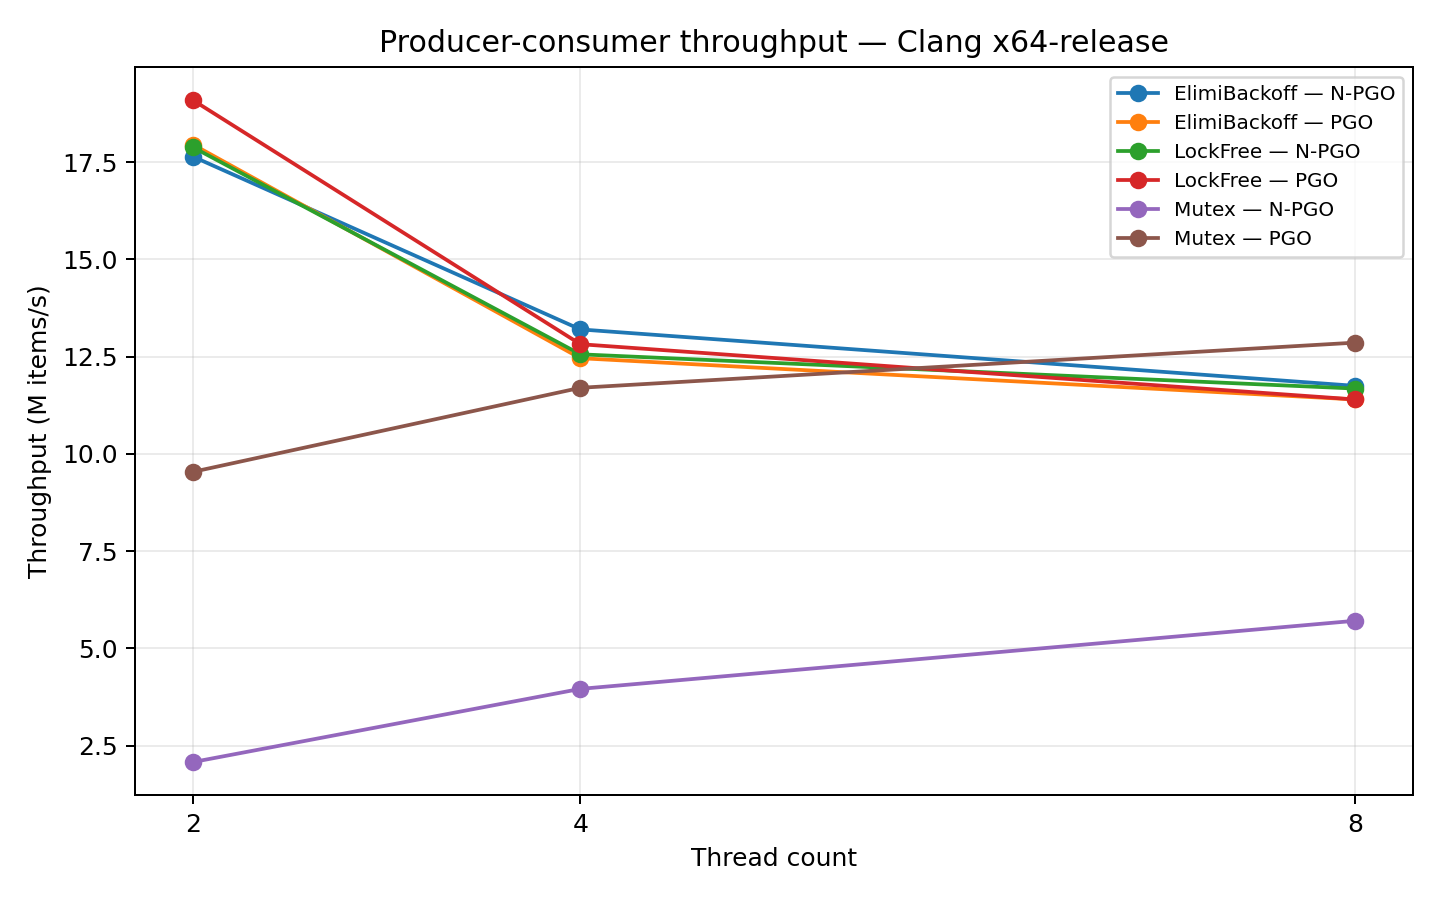 Producer-consumer throughput — Clang x64-release
Throughput (M items/s)
17.5
15.0
12.5
10.0
7.5
5.0
2.5
ElimiBackoff — N-PGO
ElimiBackoff — PGO
LockFree — N-PGO
LockFree — PGO
Mutex — N-PGO
Mutex — PGO
2 4 8
Thread count